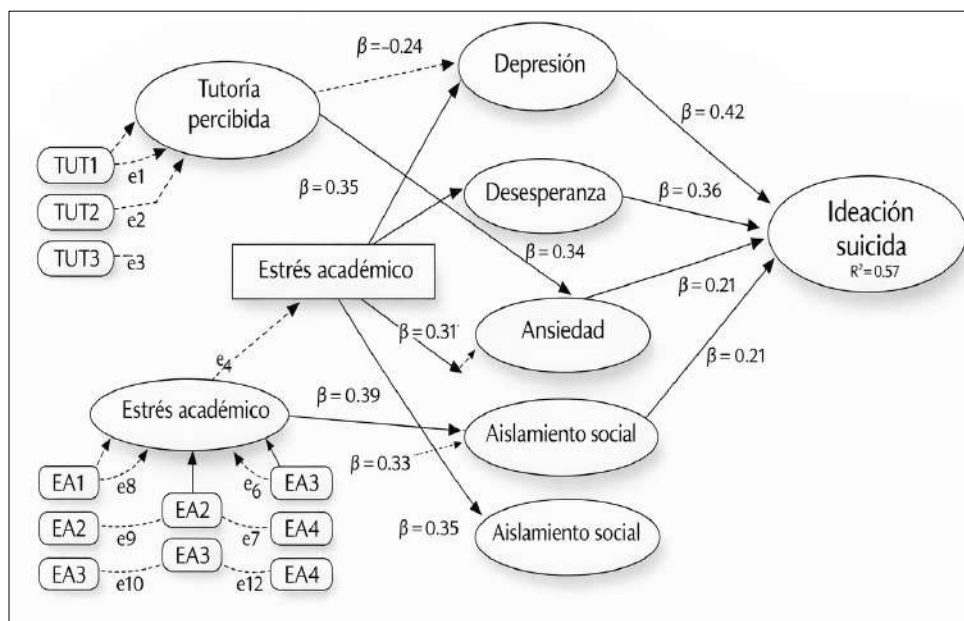 β=-0.24
Depresión
Tutoría
percibida
β = 0.42
TUT1
e1
β = 0.35
Desesperanza
β = 0.36
TUT2
e2
Ideación
suicida
R² = 0.57
TUT3
e3
Estrés académico
β = 0.34
β = 0.21
β = 0.31
Ansiedad
e4
β = 0.21
Estrés académico
β = 0.39
Aislamiento social
β = 0.33
EA1
e8
e6
EA3
EA2
EA2
e9
e7
EA4
β = 0.35
Aislamiento social
EA3
EA3
e10
e12
EA4